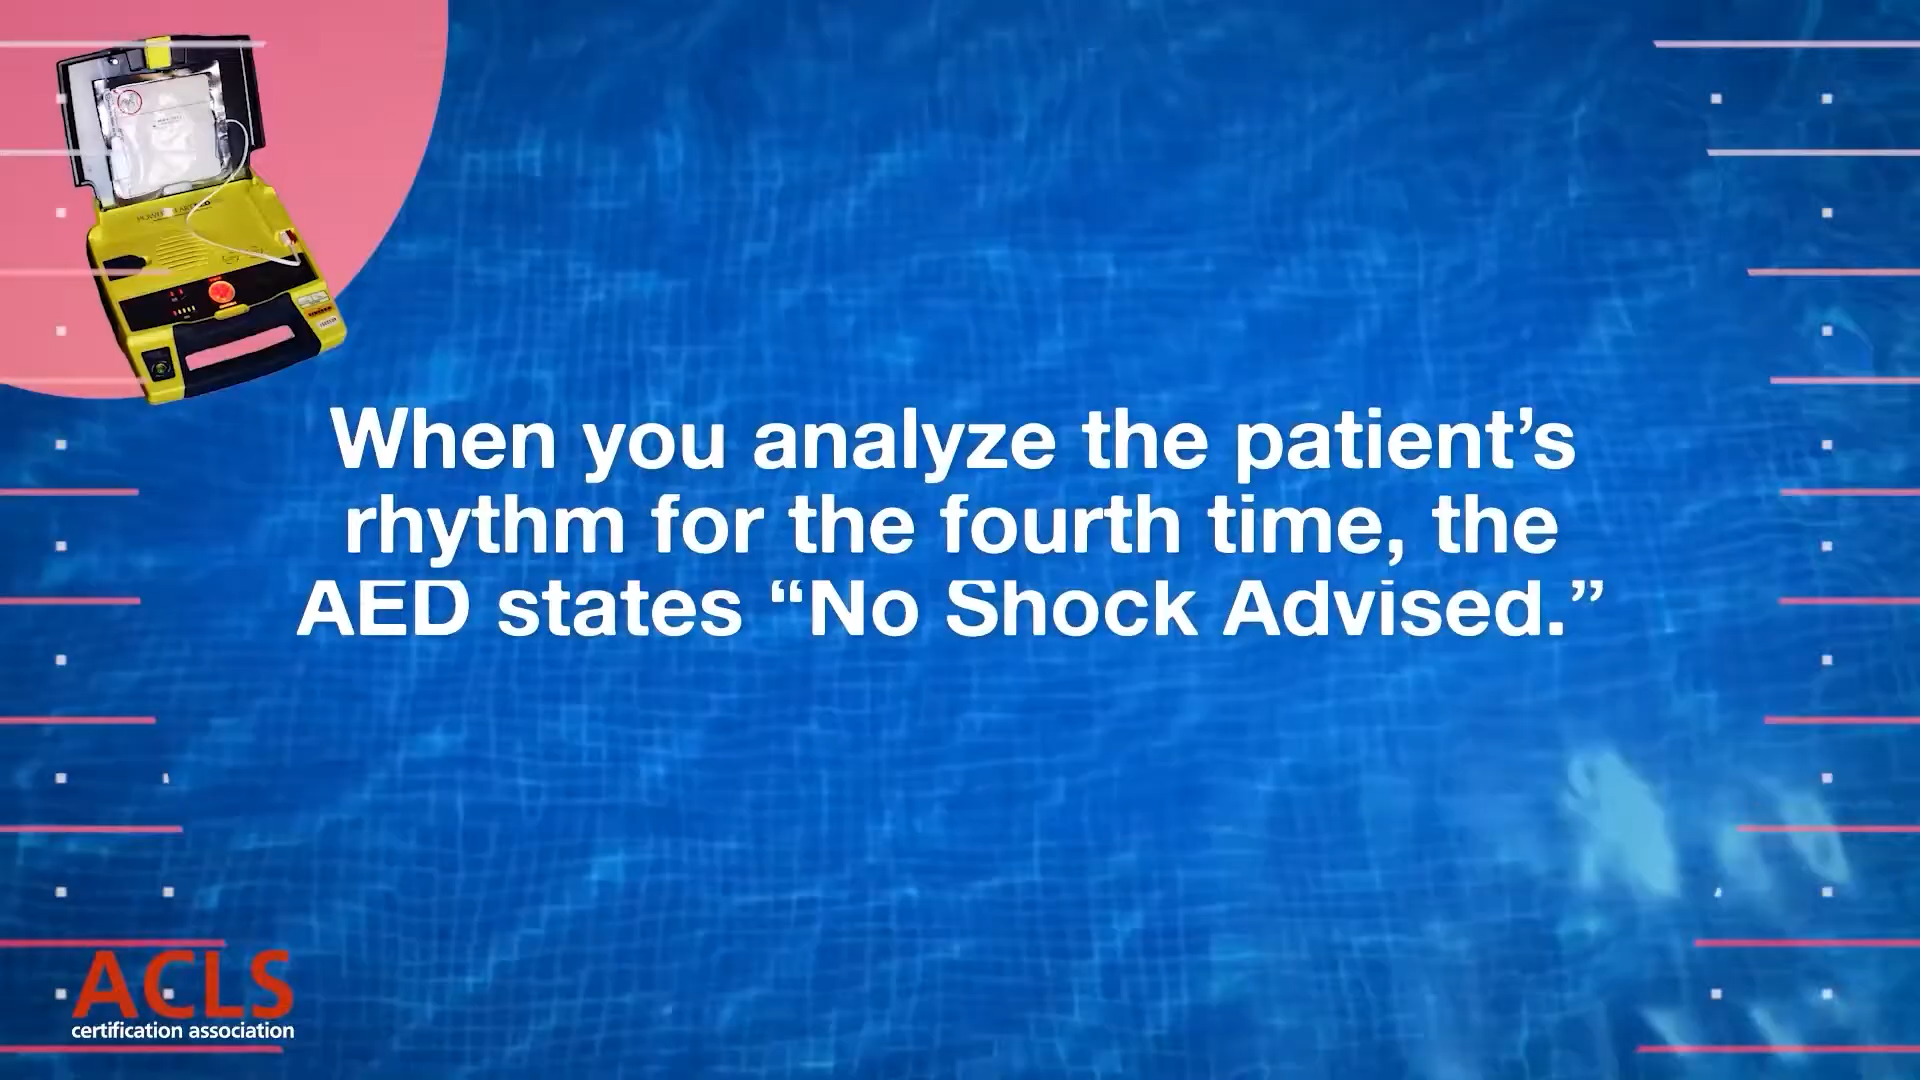 When you analyze the patient’s
rhythm for the fourth time, the
AED states “No Shock Advised.”
ACLS
certification association